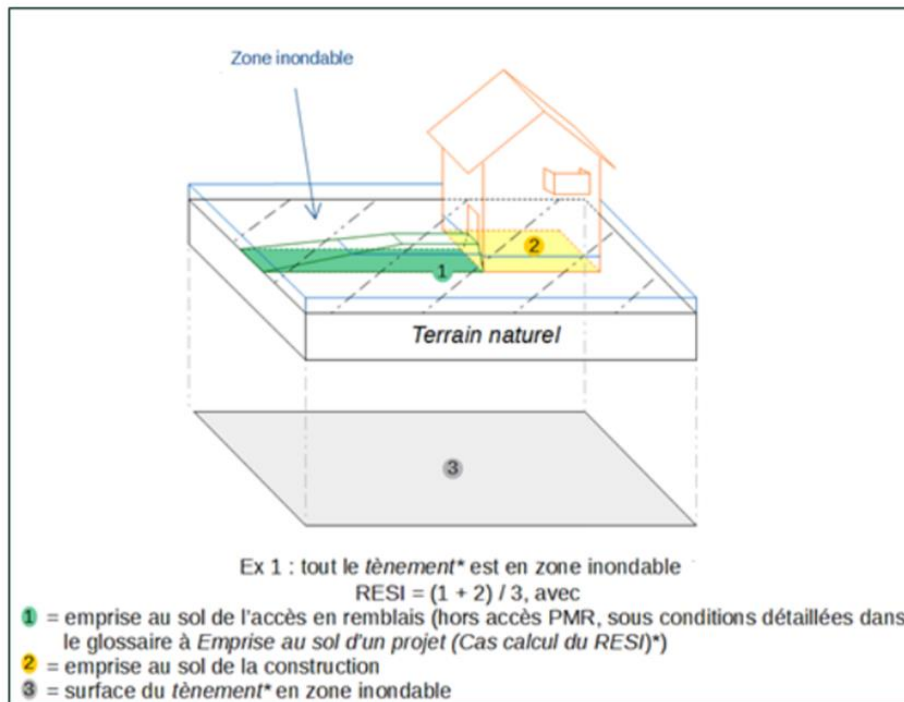 Zone inondable
2
1
Terrain naturel
3
Ex 1 : tout le tènement* est en zone inondable
RESI = (1 + 2) / 3, avec
1 = emprise au sol de l'accès en remblais (hors accès PMR, sous conditions détaillées dans
le glossaire à Emprise au sol d'un projet (Cas calcul du RESI)*)
2 = emprise au sol de la construction
3 = surface du tènement* en zone inondable